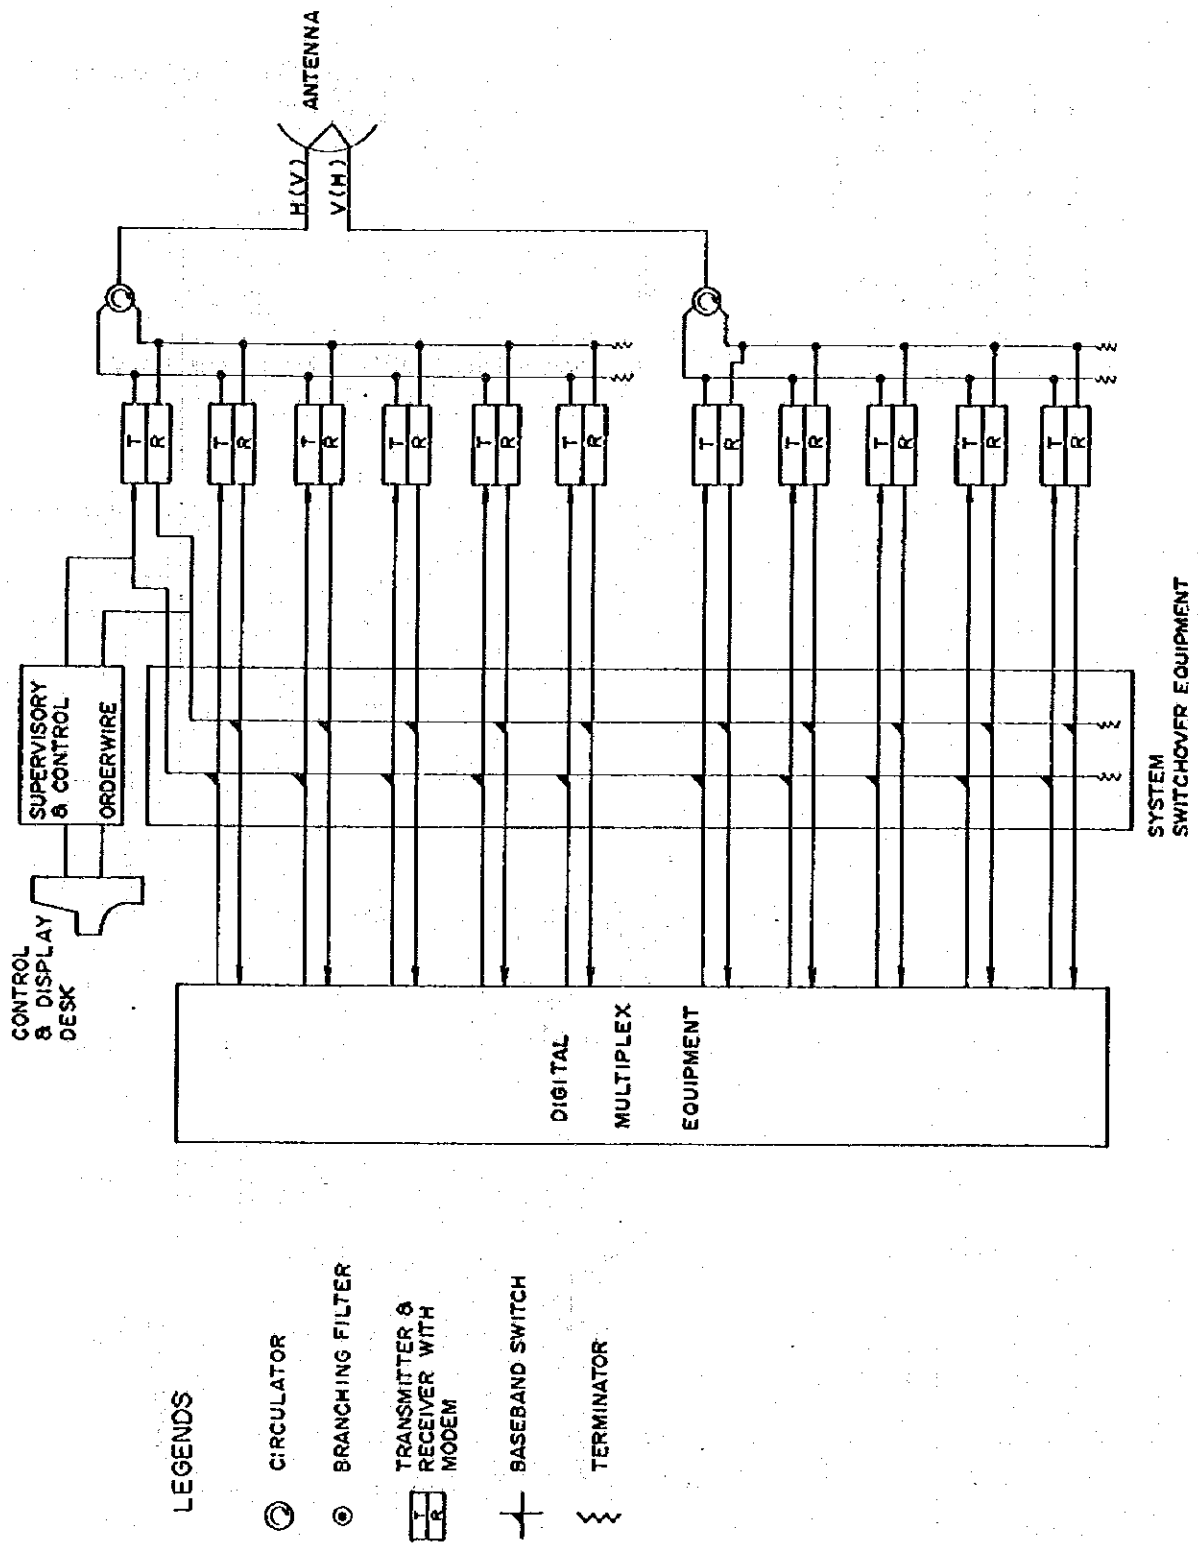 CONTROL
& DISPLAY
DESK
SUPERVISORY
& CONTROL
ORDERWIRE
T
R
T
R
T
R
T
R
T
R
T
R
T
R
T
R
T
R
T
R
T
R
H(V)
V(H)
ANTENNA
DIGITAL
MULTIPLEX
EQUIPMENT
SYSTEM
SWITCHOVER EQUIPMENT
LEGENDS
CIRCULATOR
BRANCHING FILTER
T
R
TRANSMITTER &
RECEIVER WITH
MODEM
BASEBAND SWITCH
TERMINATOR